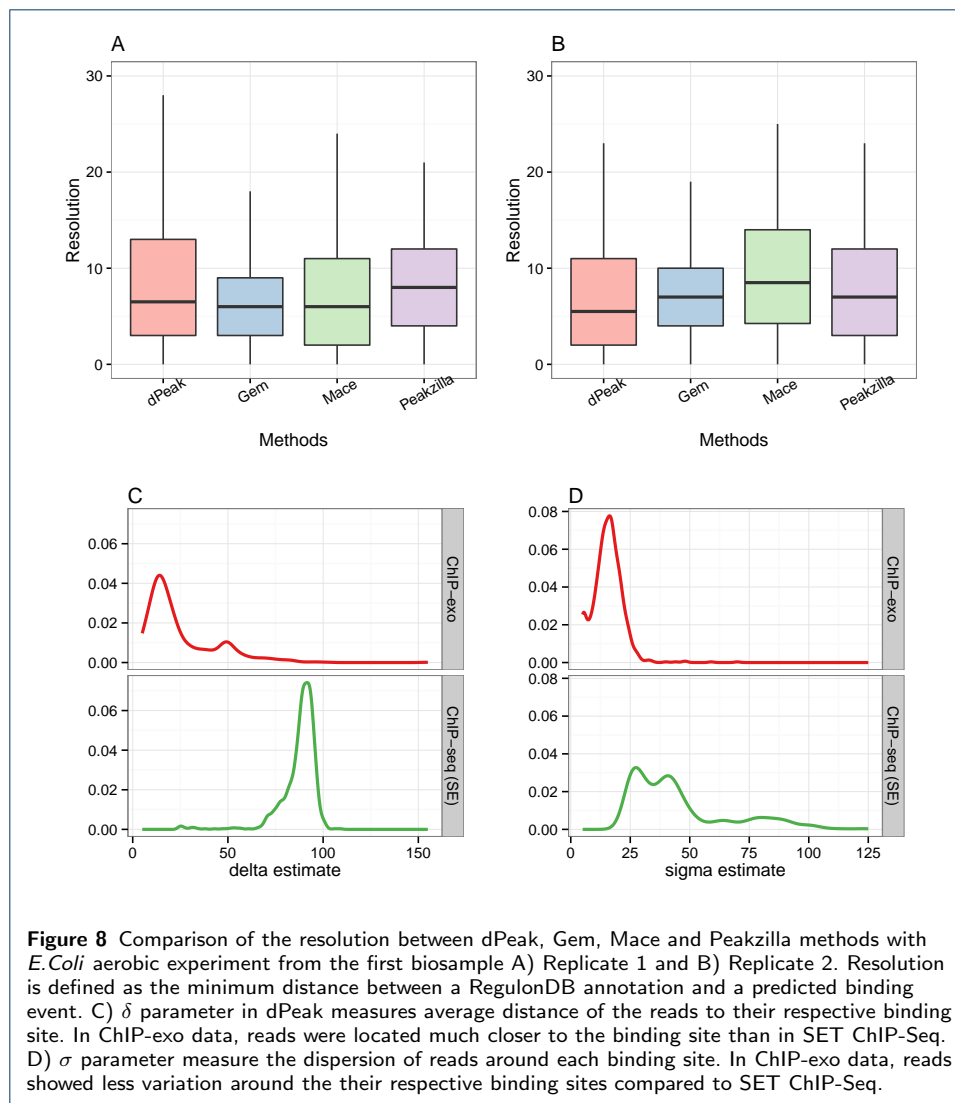 A
B
30
20
10
0
Resolution
dPeak
Gem
Mace
Peakzilla
Methods
30
20
10
0
Resolution
dPeak
Gem
Mace
Peakzilla
Methods
C
D
0.06
0.04
0.02
0.00
ChIP−exo
0.06
0.04
0.02
0.00
ChIP−seq (SE)
0
50
100
150
delta estimate
0.08
0.06
0.04
0.02
0.00
ChIP−exo
0.08
0.06
0.04
0.02
0.00
ChIP−seq (SE)
0
25
50
75
100
125
sigma estimate
Figure 8 Comparison of the resolution between dPeak, Gem, Mace and Peakzilla methods with
E.Coli aerobic experiment from the first biosample A) Replicate 1 and B) Replicate 2. Resolution
is defined as the minimum distance between a RegulonDB annotation and a predicted binding
event. C) δ parameter in dPeak measures average distance of the reads to their respective binding
site. In ChIP-exo data, reads were located much closer to the binding site than in SET ChIP-Seq.
D) σ parameter measure the dispersion of reads around each binding site. In ChIP-exo data, reads
showed less variation around the their respective binding sites compared to SET ChIP-Seq.